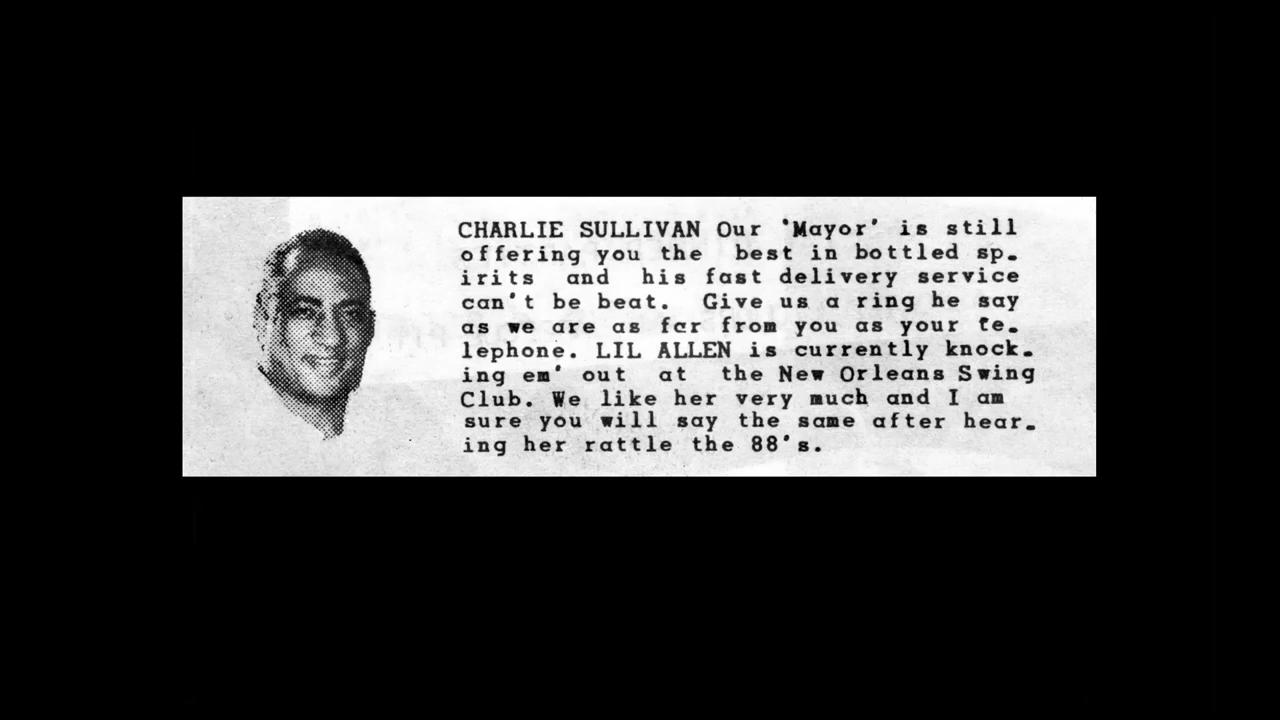 CHARLIE SULLIVAN Our 'Mayor' is still
offering you the best in bottled sp.
irits and his fast delivery service
can't be beat. Give us a ring he say
as we are as far from you as your te.
lephone. LIL ALLEN is currently knock.
ing em' out at the New Orleans Swing
Club. We like her very much and I am
sure you will say the same after hear.
ing her rattle the 88's.